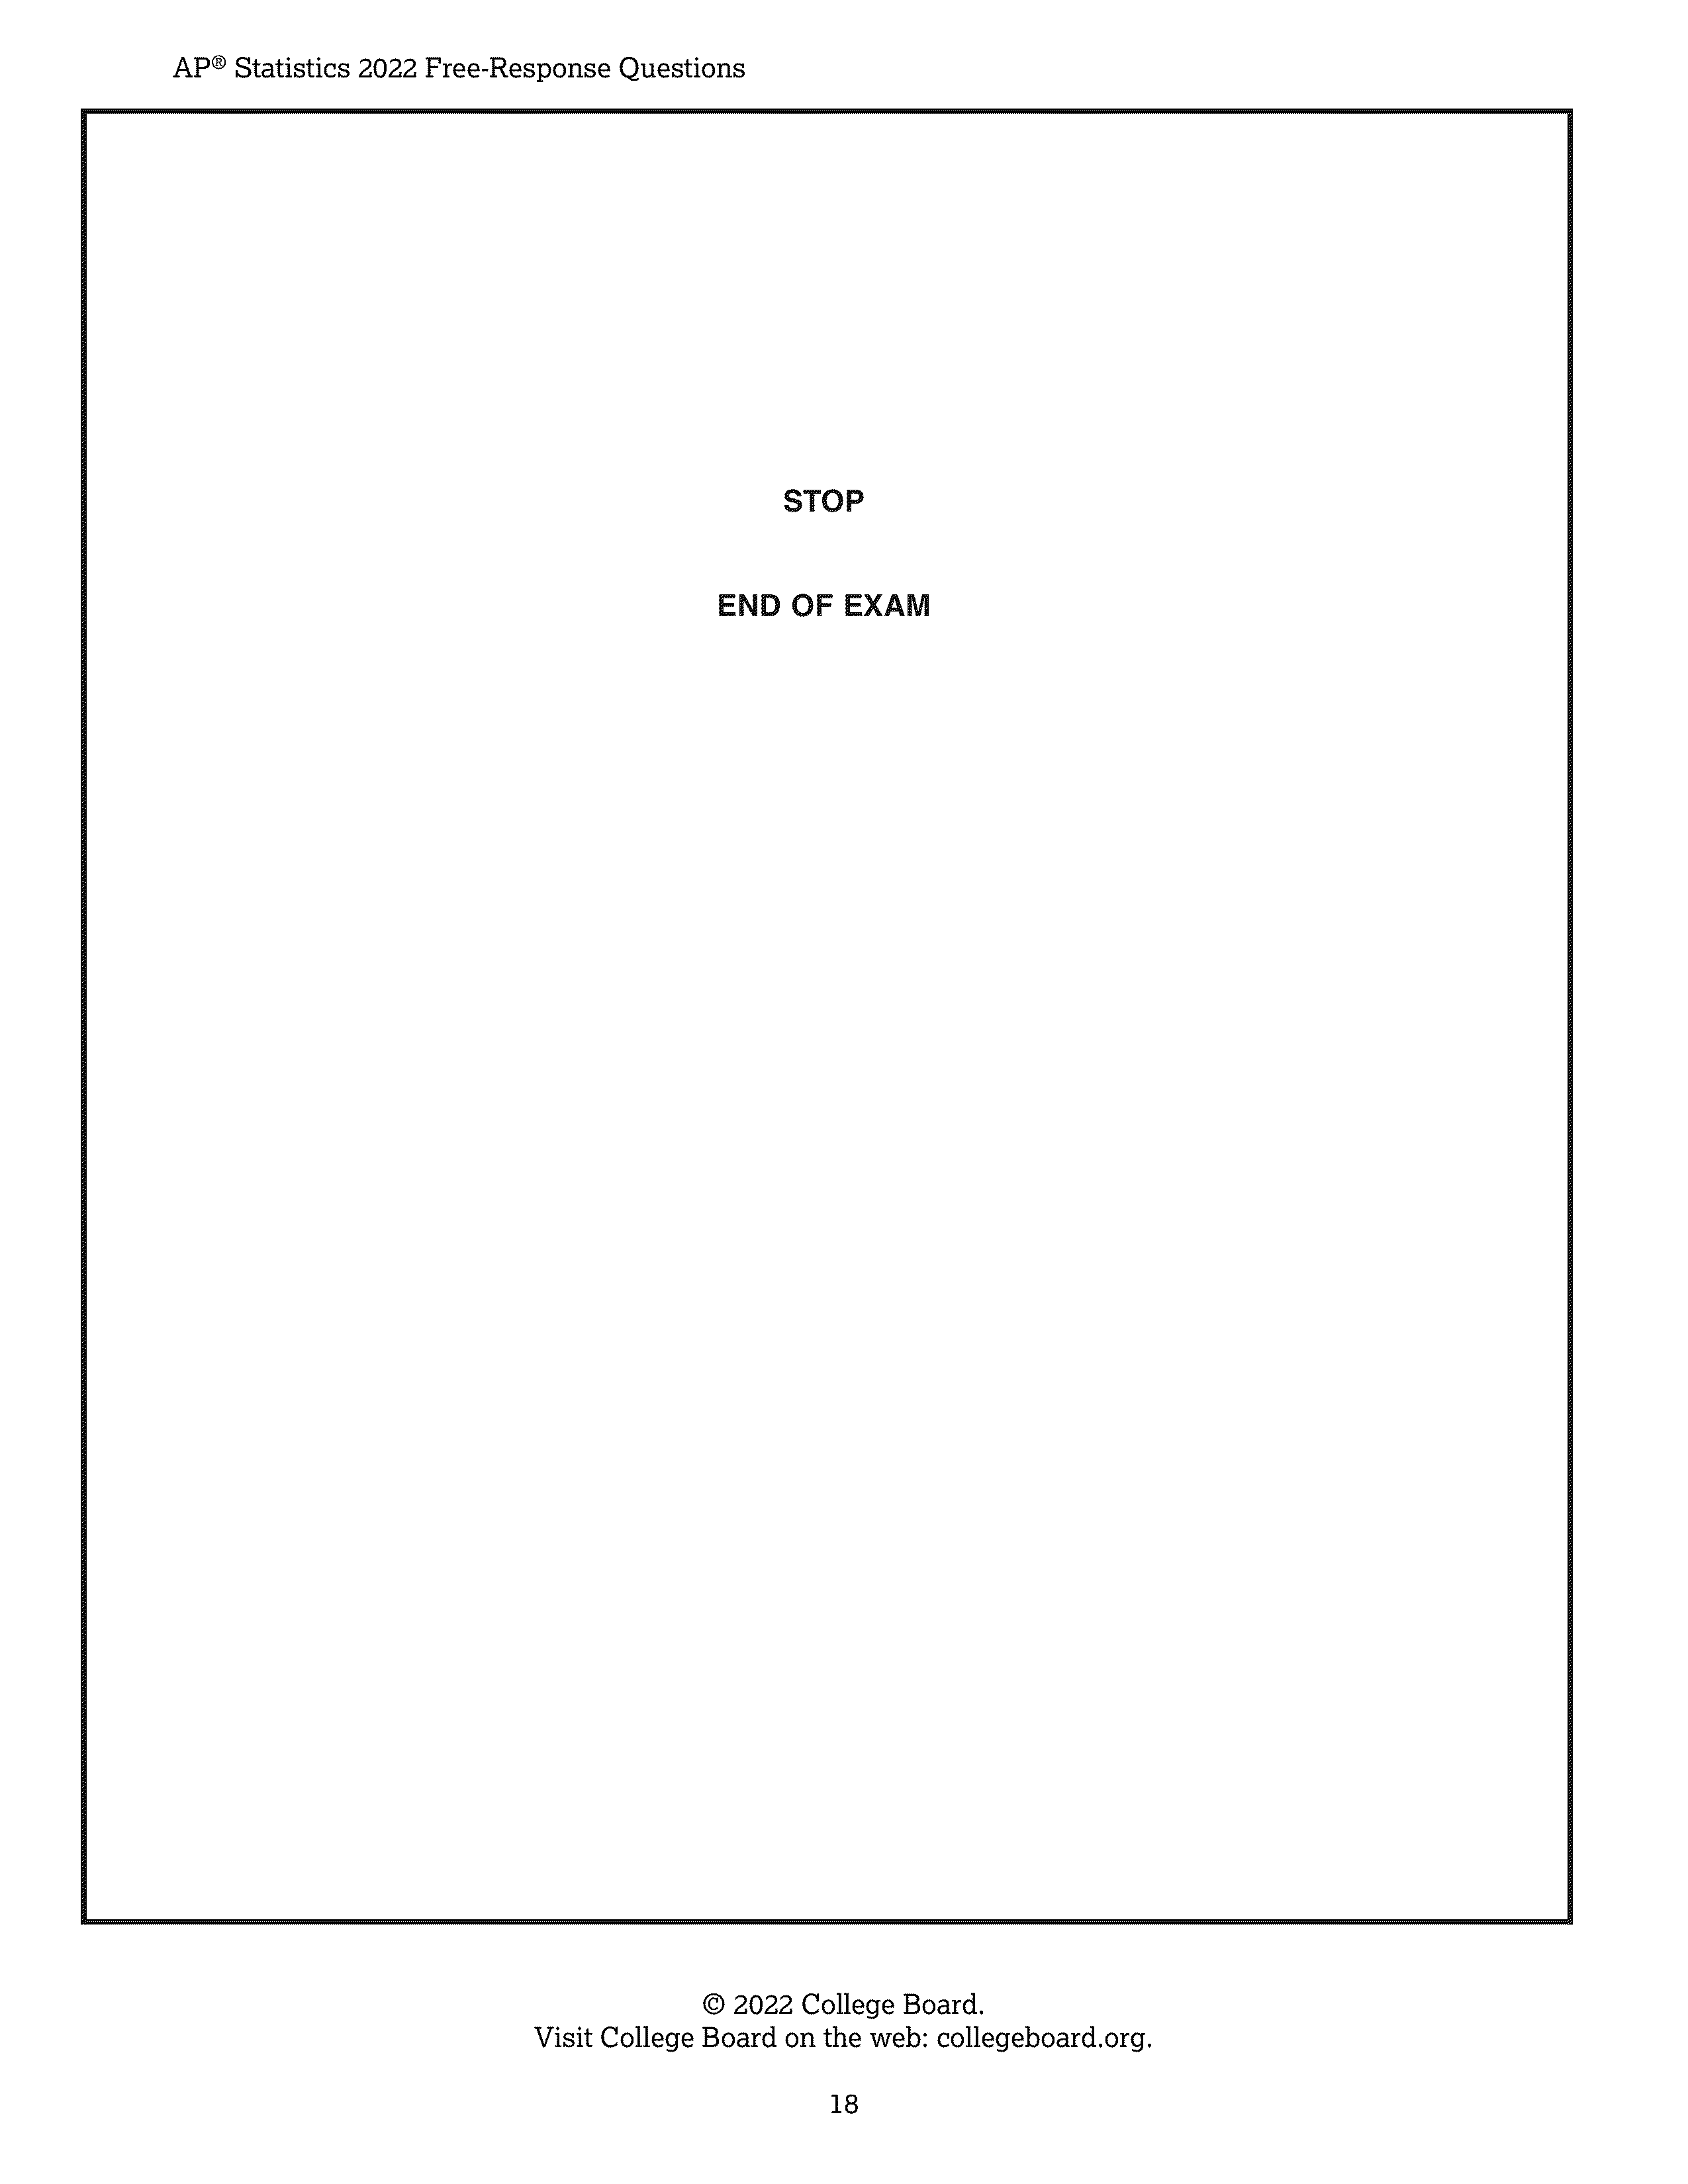 AP® Statistics 2022 Free-Response Questions
STOP
END OF EXAM
© 2022 College Board.
Visit College Board on the web: collegeboard.org.
18